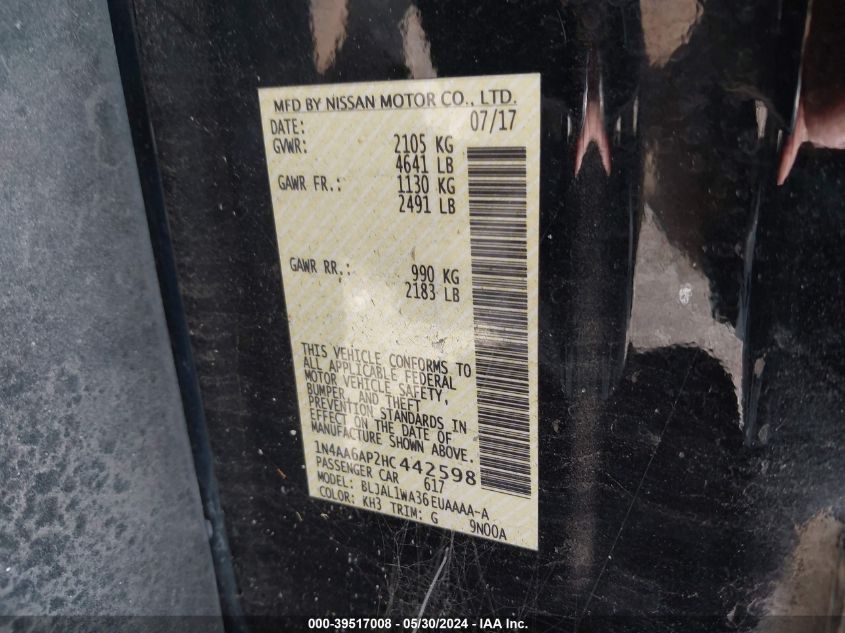 MFD BY NISSAN MOTOR CO., LTD.
DATE: 07/17
GVWR: 2105 KG
4641 LB
GAWR FR.: 1130 KG
2491 LB
GAWR RR.: 990 KG
2183 LB
THIS VEHICLE CONFORMS TO
ALL APPLICABLE FEDERAL
MOTOR VEHICLE SAFETY,
BUMPER, AND THEFT
PREVENTION STANDARDS IN
EFFECT ON THE DATE OF
MANUFACTURE SHOWN ABOVE.
1N4AA6AP2HC442598
PASSENGER CAR 617
MODEL: BLJAL1WA36EUAAAA-A
COLOR: KH3 TRIM: G 9N00A
000-39517008 - 05/30/2024 - IAA Inc.